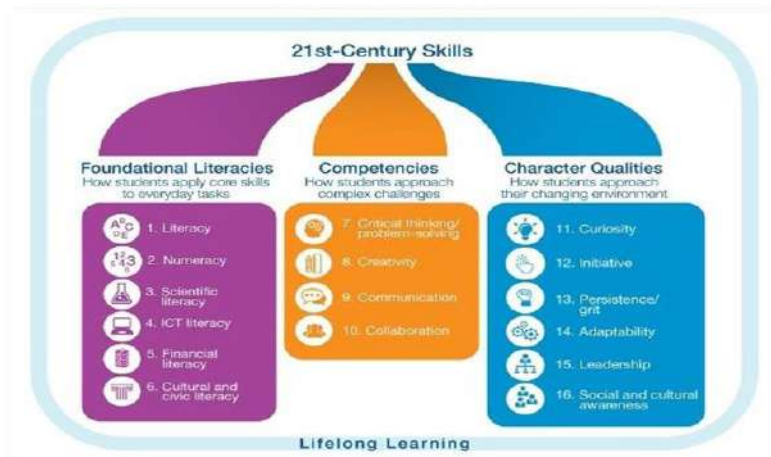 21st-Century Skills
Foundational Literacies
How students apply core skills
to everyday tasks
1. Literacy
2. Numeracy
3. Scientific
literacy
4. ICT literacy
5. Financial
literacy
6. Cultural and
civic literacy
Competencies
How students approach
complex challenges
7. Critical thinking/
problem-solving
8. Creativity
9. Communication
10. Collaboration
Character Qualities
How students approach
their changing environment
11. Curiosity
12. Initiative
13. Persistence/
grit
14. Adaptability
15. Leadership
16. Social and cultural
awareness
Lifelong Learning